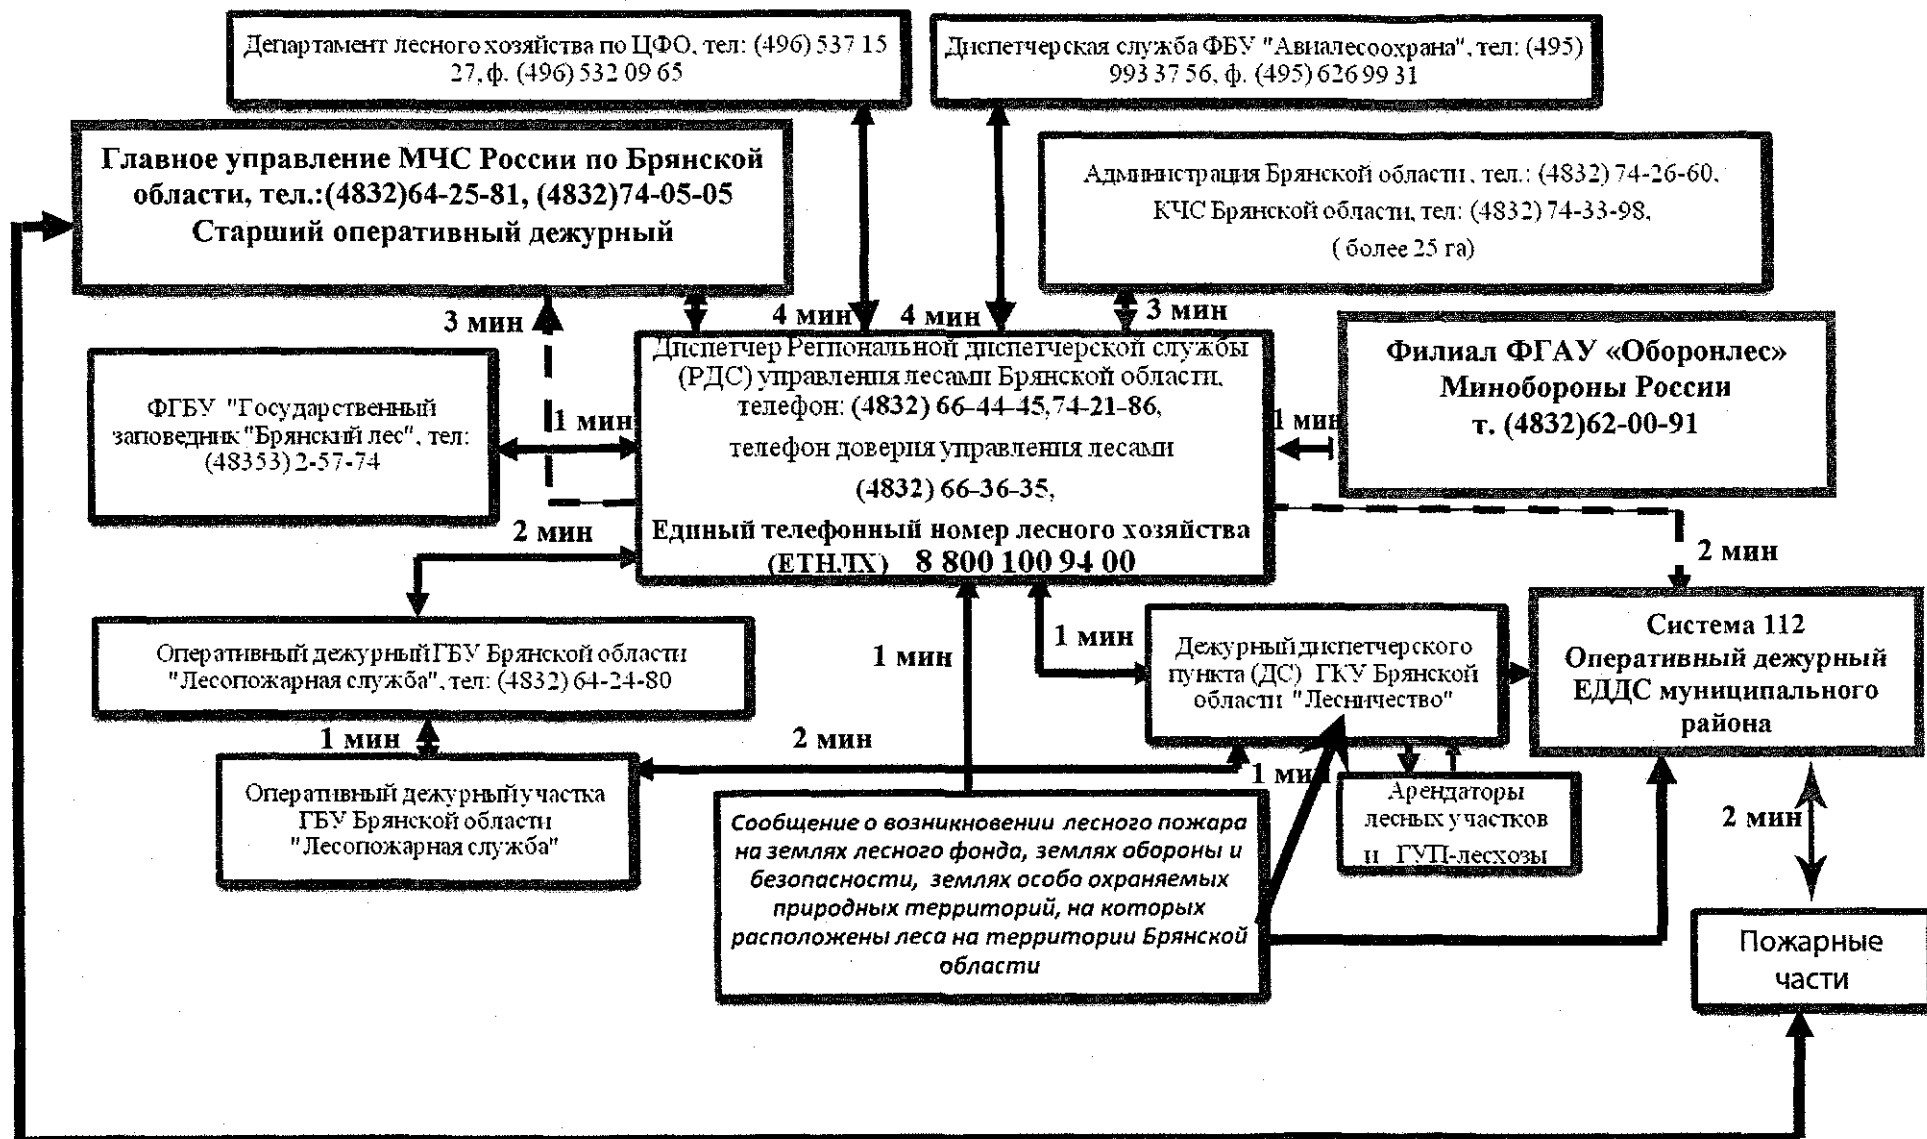 Департамент лесного хозяйства по ЦФО, тел: (496) 537 15
27, ф. (496) 532 09 65
Диспетчерская служба ФБУ "Авиалесоохрана", тел: (495)
993 37 56, ф. (495) 626 99 31
Главное управление МЧС России по Брянской
области, тел.:(4832)64-25-81, (4832)74-05-05
Старший оперативный дежурный
Администрация Брянской области, тел.: (4832) 74-26-60,
КЧС Брянской области, тел: (4832) 74-33-98,
( более 25 га)
3 мин
4 мин
4 мин
3 мин
ФГБУ "Государственный
заповедник "Брянский лес", тел:
(48353) 2-57-74
1 мин
Диспетчер Региональной диспетчерской службы
(РДС) управления лесами Брянской области,
телефон: (4832) 66-44-45,74-21-86,
телефон доверия управления лесами
(4832) 66-36-35,
Единый телефонный номер лесного хозяйства
(ЕТНЛХ) 8 800 100 94 00
1 мин
Филиал ФГАУ «Оборонлес»
Минобороны России
т. (4832)62-00-91
2 мин
2 мин
Оперативный дежурный ГБУ Брянской области
"Лесопожарная служба", тел: (4832) 64-24-80
1 мин
1 мин
Дежурный диспетчерского
пункта (ДС) ГКУ Брянской
области "Лесничество"
Система 112
Оперативный дежурный
ЕДДС муниципального
района
1 мин
2 мин
1 мин
Оперативный дежурный участка
ГБУ Брянской области
"Лесопожарная служба"
Сообщение о возникновении лесного пожара
на землях лесного фонда, землях обороны и
безопасности, землях особо охраняемых
природных территорий, на которых
расположены леса на территории Брянской
области
Арендаторы
лесных участков
и ГУП-лесхозы
2 мин
Пожарные
части